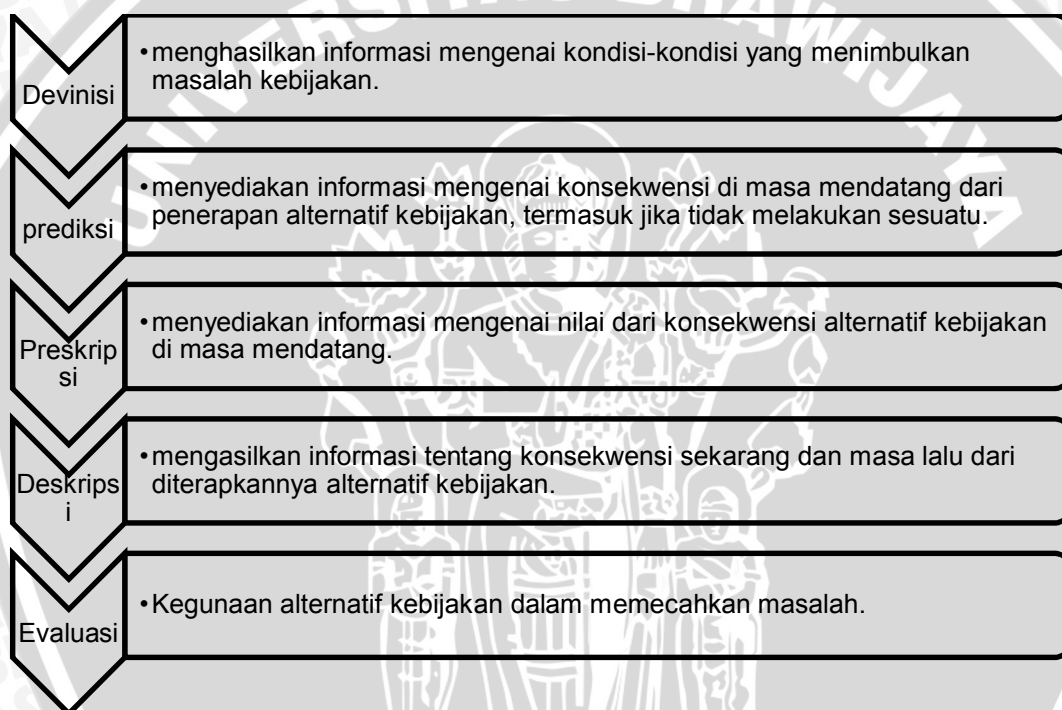 UNIVERSITAS BRAWIJAYA
Devinisi
•menghasilkan informasi mengenai kondisi-kondisi yang menimbulkan
masalah kebijakan.
prediksi
•menyediakan informasi mengenai konsekwensi di masa mendatang dari
penerapan alternatif kebijakan, termasuk jika tidak melakukan sesuatu.
Preskrip
si
•menyediakan informasi mengenai nilai dari konsekwensi alternatif kebijakan
di masa mendatang.
Deskrips
i
•mengasilkan informasi tentang konsekwensi sekarang dan masa lalu dari
diterapkannya alternatif kebijakan.
Evaluasi
•Kegunaan alternatif kebijakan dalam memecahkan masalah.